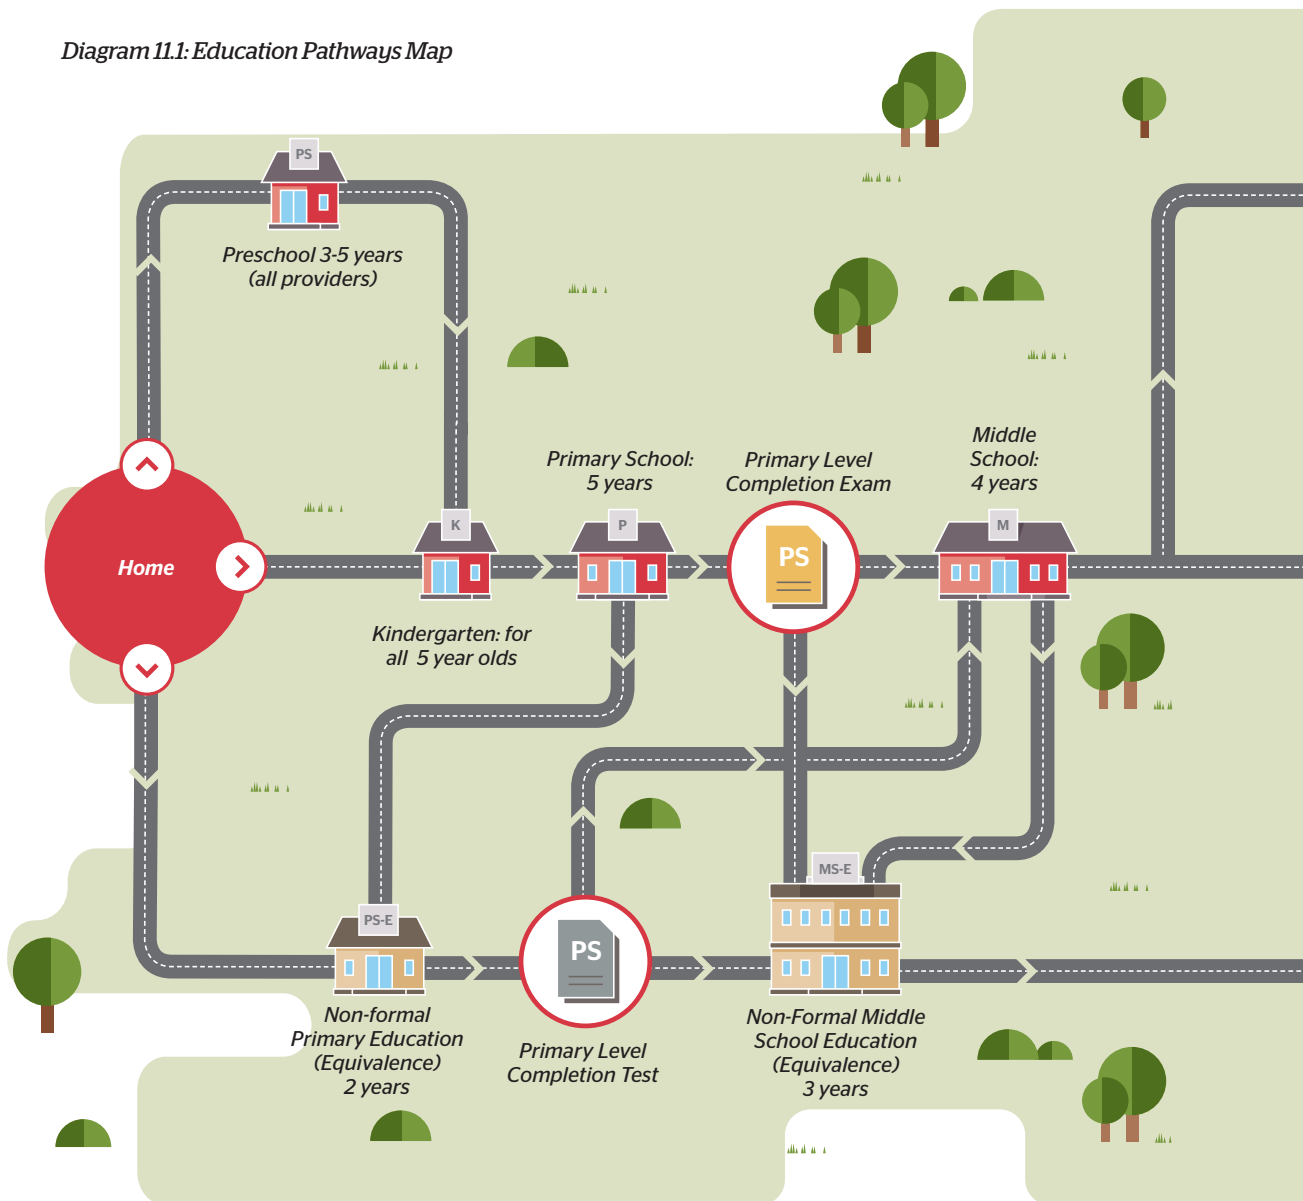 Diagram 11.1: Education Pathways Map
PS
Preschool 3-5 years
(all providers)
Home
K
Kindergarten: for
all 5 year olds
Primary School:
5 years
P
Primary Level
Completion Exam
PS
Middle
School:
4 years
M
PS-E
Non-formal
Primary Education
(Equivalence)
2 years
PS
Primary Level
Completion Test
MS-E
Non-Formal Middle
School Education
(Equivalence)
3 years